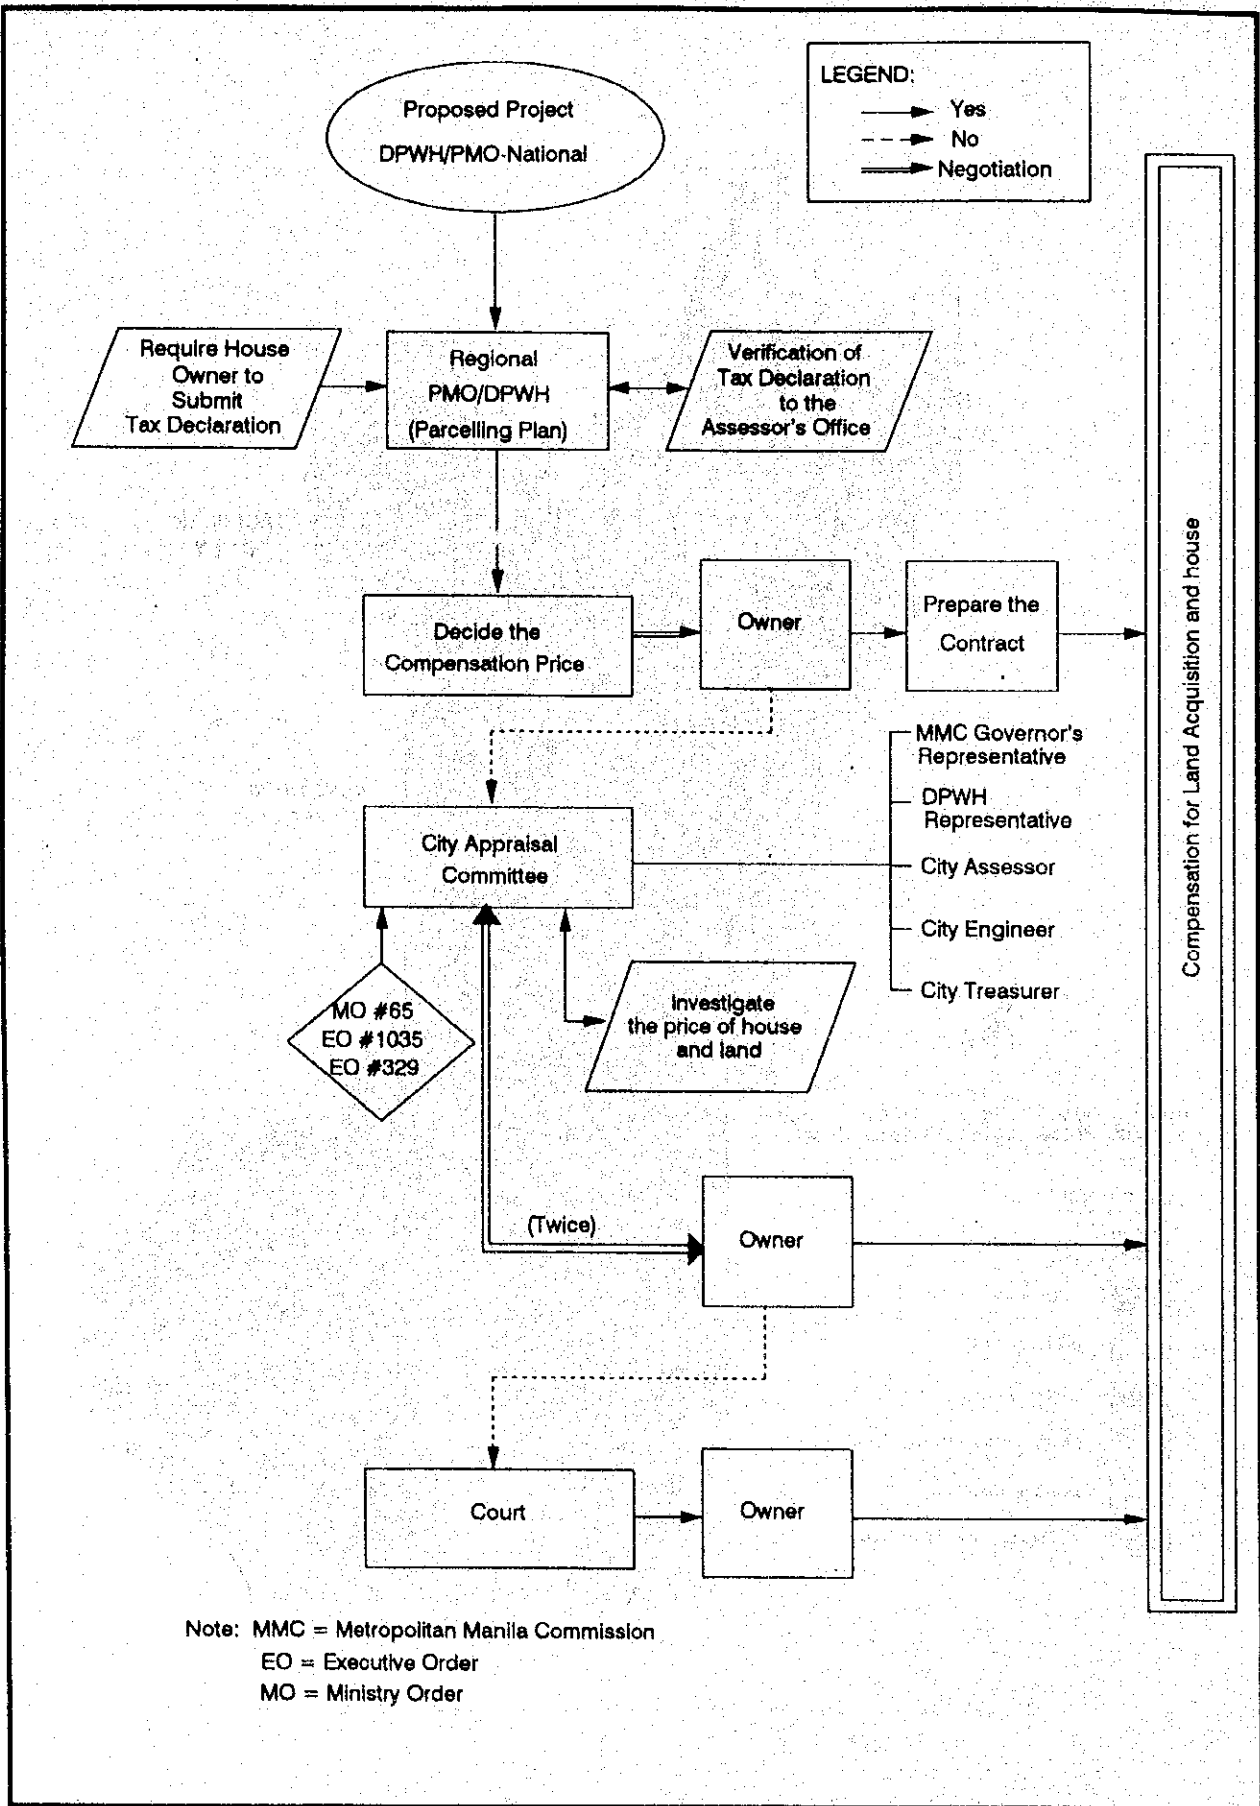 LEGEND:
Yes
No
Negotiation
Proposed Project
DPWH/PMO-National
Require House
Owner to
Submit
Tax Declaration
Regional
PMO/DPWH
(Parcelling Plan)
Verification of
Tax Declaration
to the
Assessor's Office
Decide the
Compensation Price
Owner
Prepare the
Contract
Compensation for Land Acquisition and house
MMC Governor's
Representative
DPWH
Representative
City Assessor
City Engineer
City Treasurer
City Appraisal
Committee
MO #65
EO #1035
EO #329
Investigate
the price of house
and land
(Twice)
Owner
Court
Owner
Note: MMC = Metropolitan Manila Commission
EO = Executive Order
MO = Ministry Order